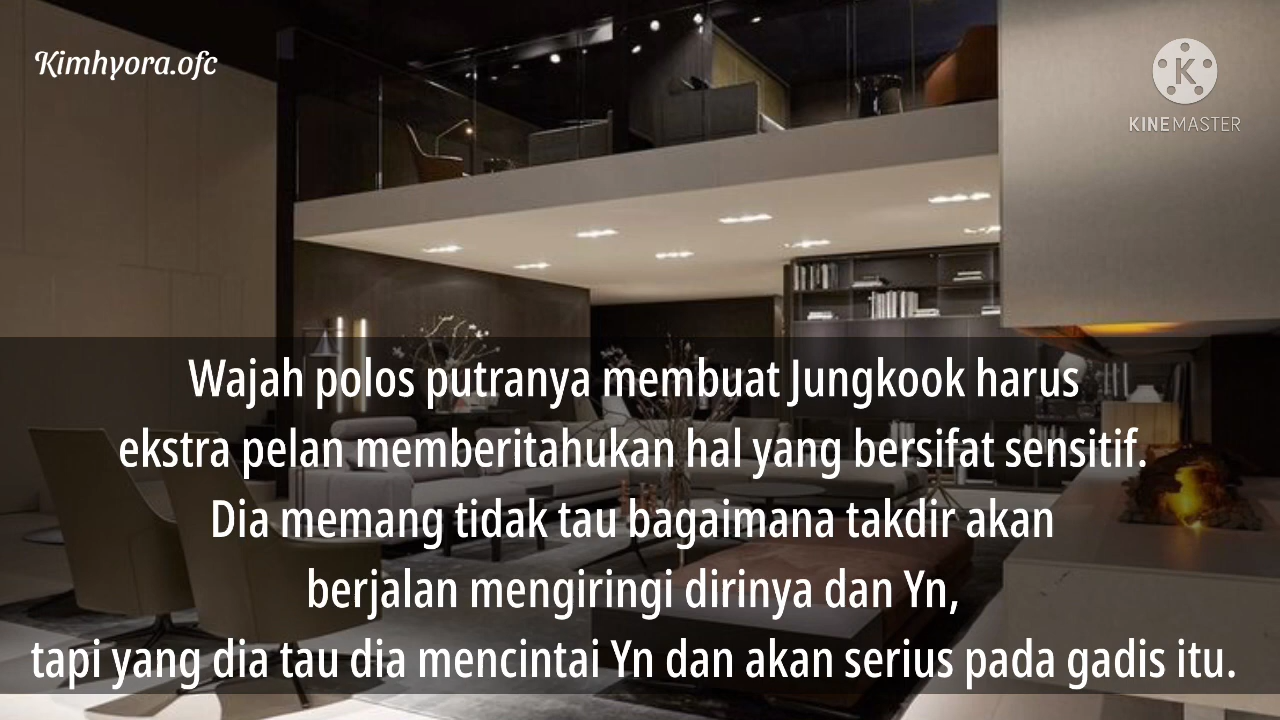 Kimhyora.ofc
K
KINEMASTER
Wajah polos putranya membuat Jungkook harus
ekstra pelan memberitahukan hal yang bersifat sensitif.
Dia memang tidak tau bagaimana takdir akan
berjalan mengiringi dirinya dan Yn,
tapi yang dia tau dia mencintai Yn dan akan serius pada gadis itu.